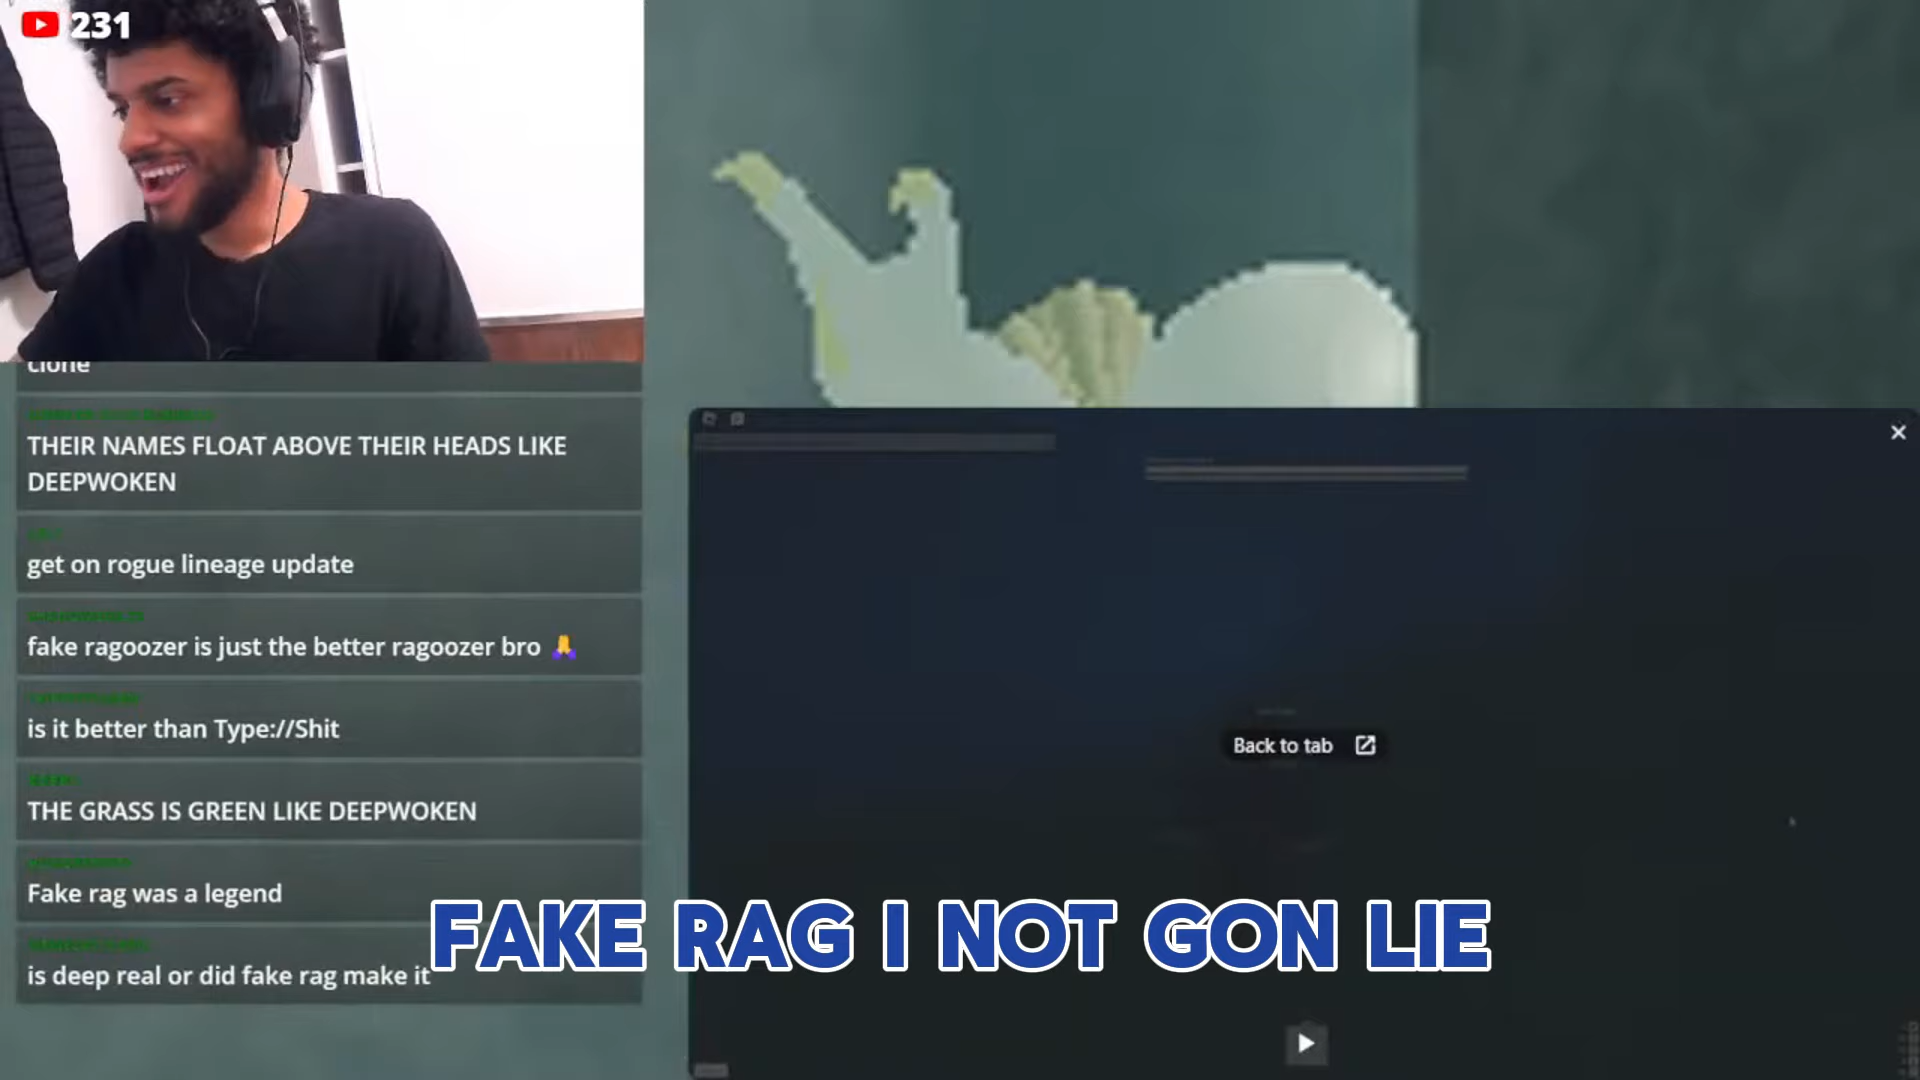 231
clone
THEIR NAMES FLOAT ABOVE THEIR HEADS LIKE
DEEPWOKEN
get on rogue lineage update
fake ragoozer is just the better ragoozer bro 🙏
is it better than Type://Shit
THE GRASS IS GREEN LIKE DEEPWOKEN
Fake rag was a legend
is deep real or did fake rag make it
Back to tab
FAKE RAG I NOT GON LIE